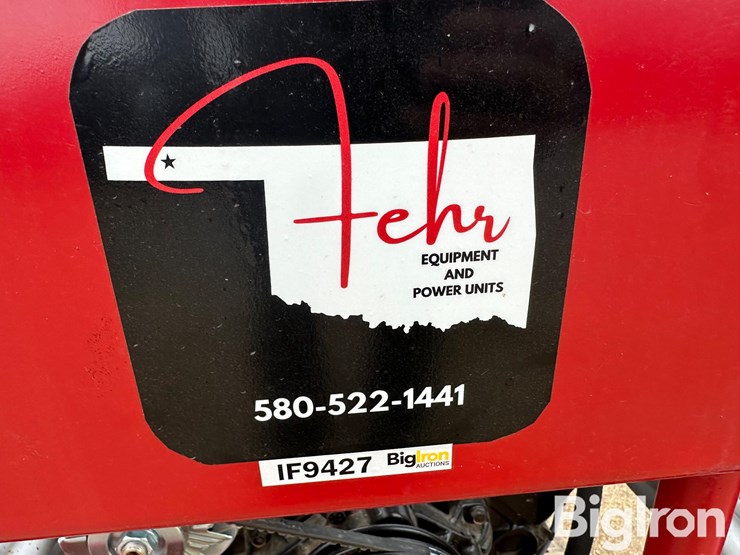 Fehr
EQUIPMENT
AND
POWER UNITS
580-522-1441
IF9427 BigIron
AUCTIONS
BigIron